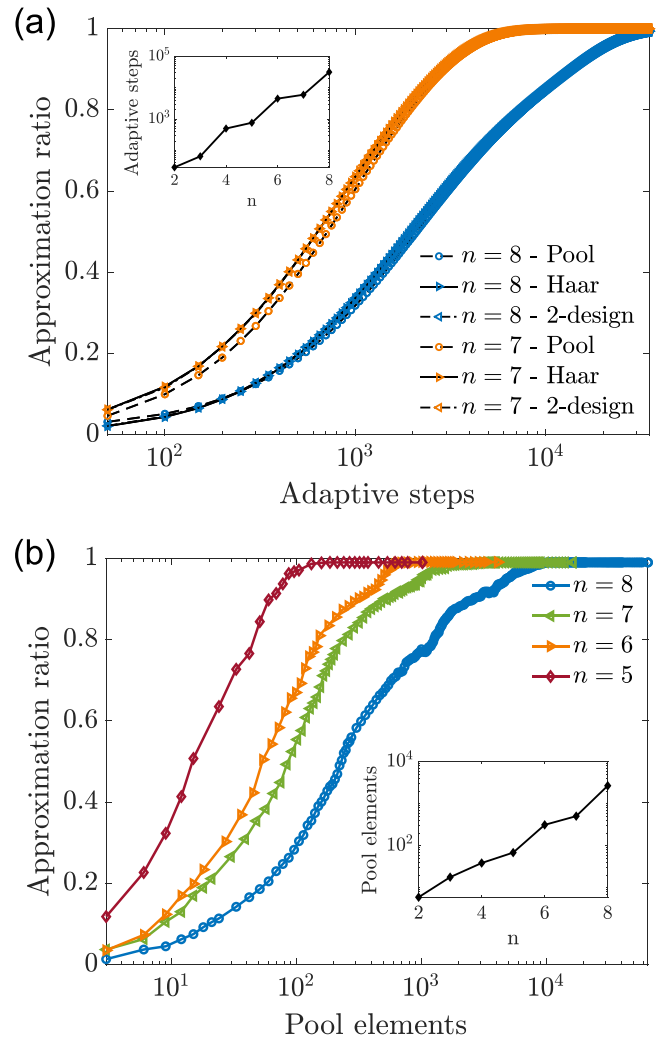 (a)
1
0.8
0.6
0.4
0.2
0
Approximation ratio
10^5
10^3
Adaptive steps
2 4 6 8
n
n = 8 - Pool
n = 8 - Haar
n = 8 - 2-design
n = 7 - Pool
n = 7 - Haar
n = 7 - 2-design
10^2 10^3 10^4
Adaptive steps
(b)
1
0.8
0.6
0.4
0.2
0
Approximation ratio
n = 8
n = 7
n = 6
n = 5
10^4
10^2
Pool elements
2 4 6 8
n
10^1 10^2 10^3 10^4
Pool elements